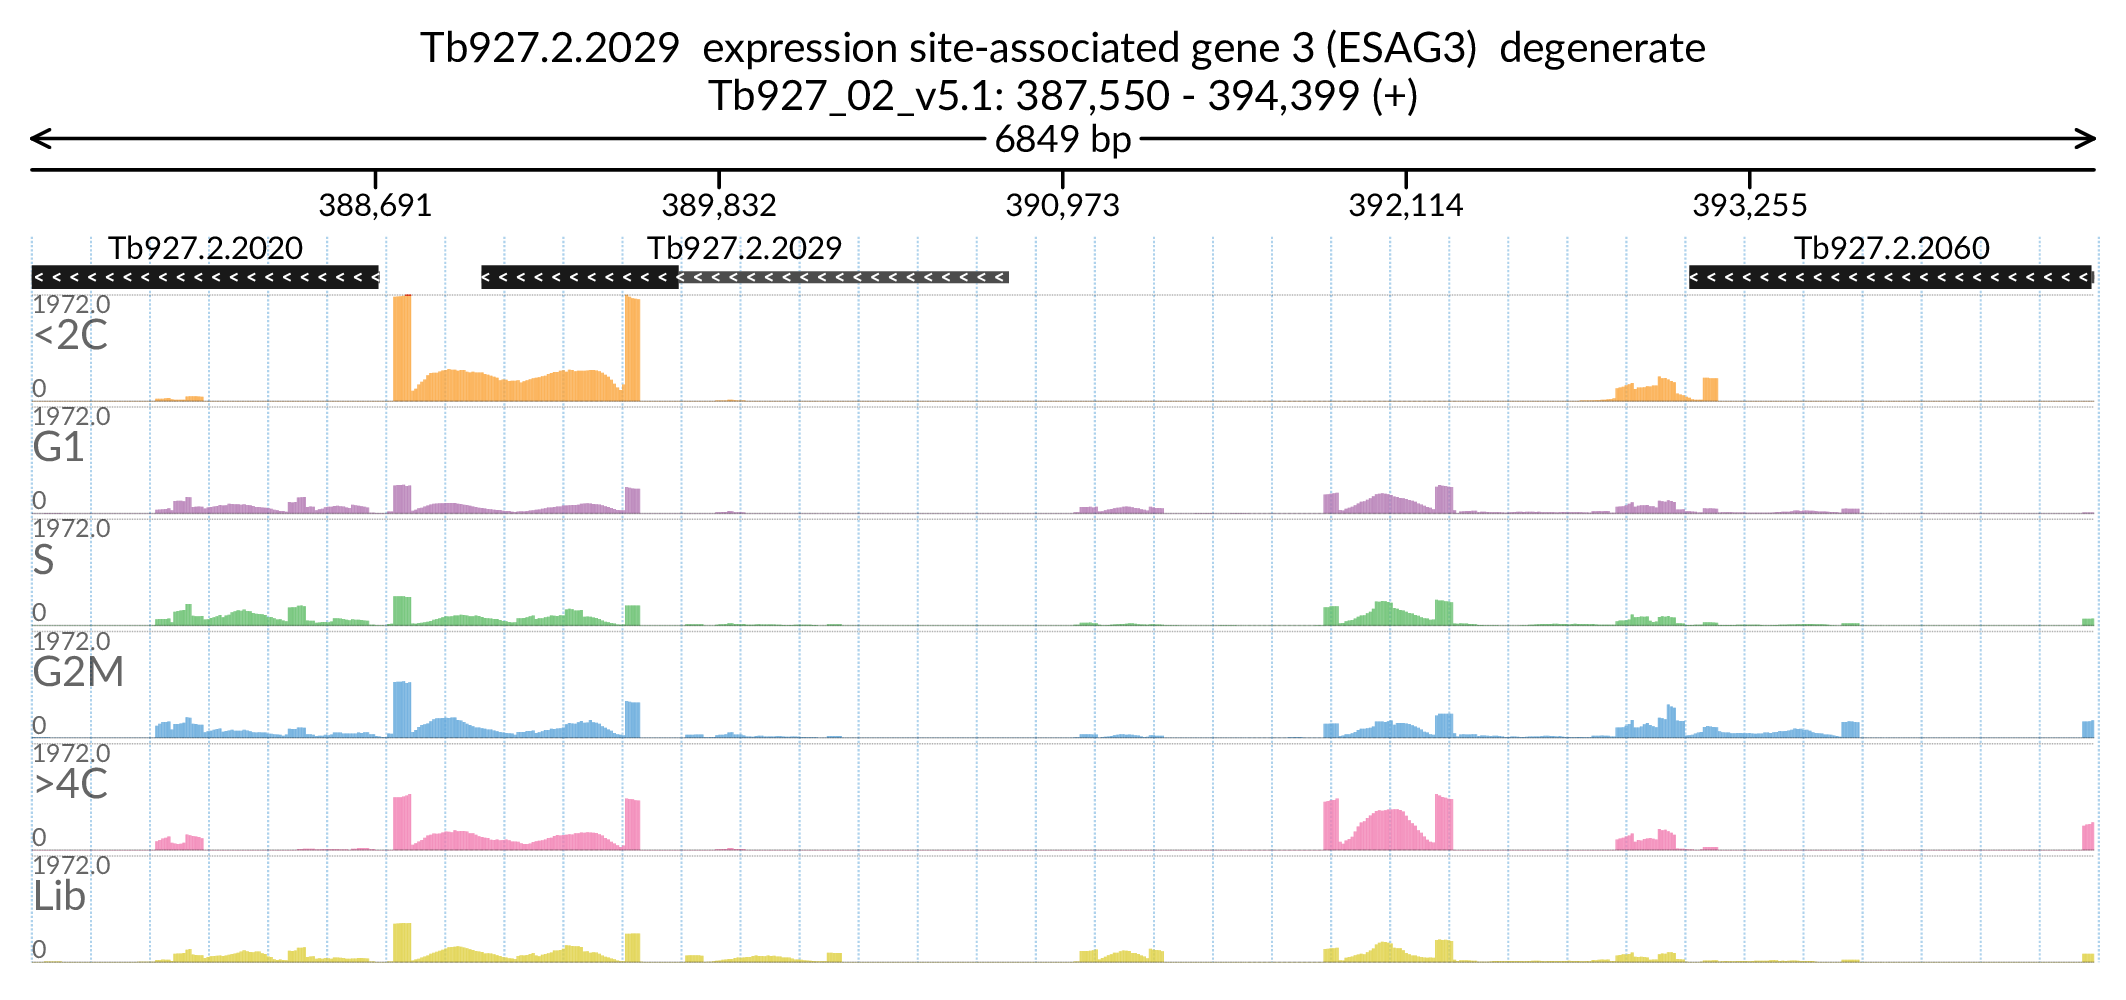 Tb927.2.2029 expression site-associated gene 3 (ESAG3) degenerate
Tb927_02_v5.1: 387,550 - 394,399 (+)
6849 bp
388,691 389,832 390,973 392,114 393,255
Tb927.2.2020 Tb927.2.2029 Tb927.2.2060
1972.0
<2C
0
1972.0
G1
0
1972.0
S
0
1972.0
G2M
0
1972.0
>4C
0
1972.0
Lib
0